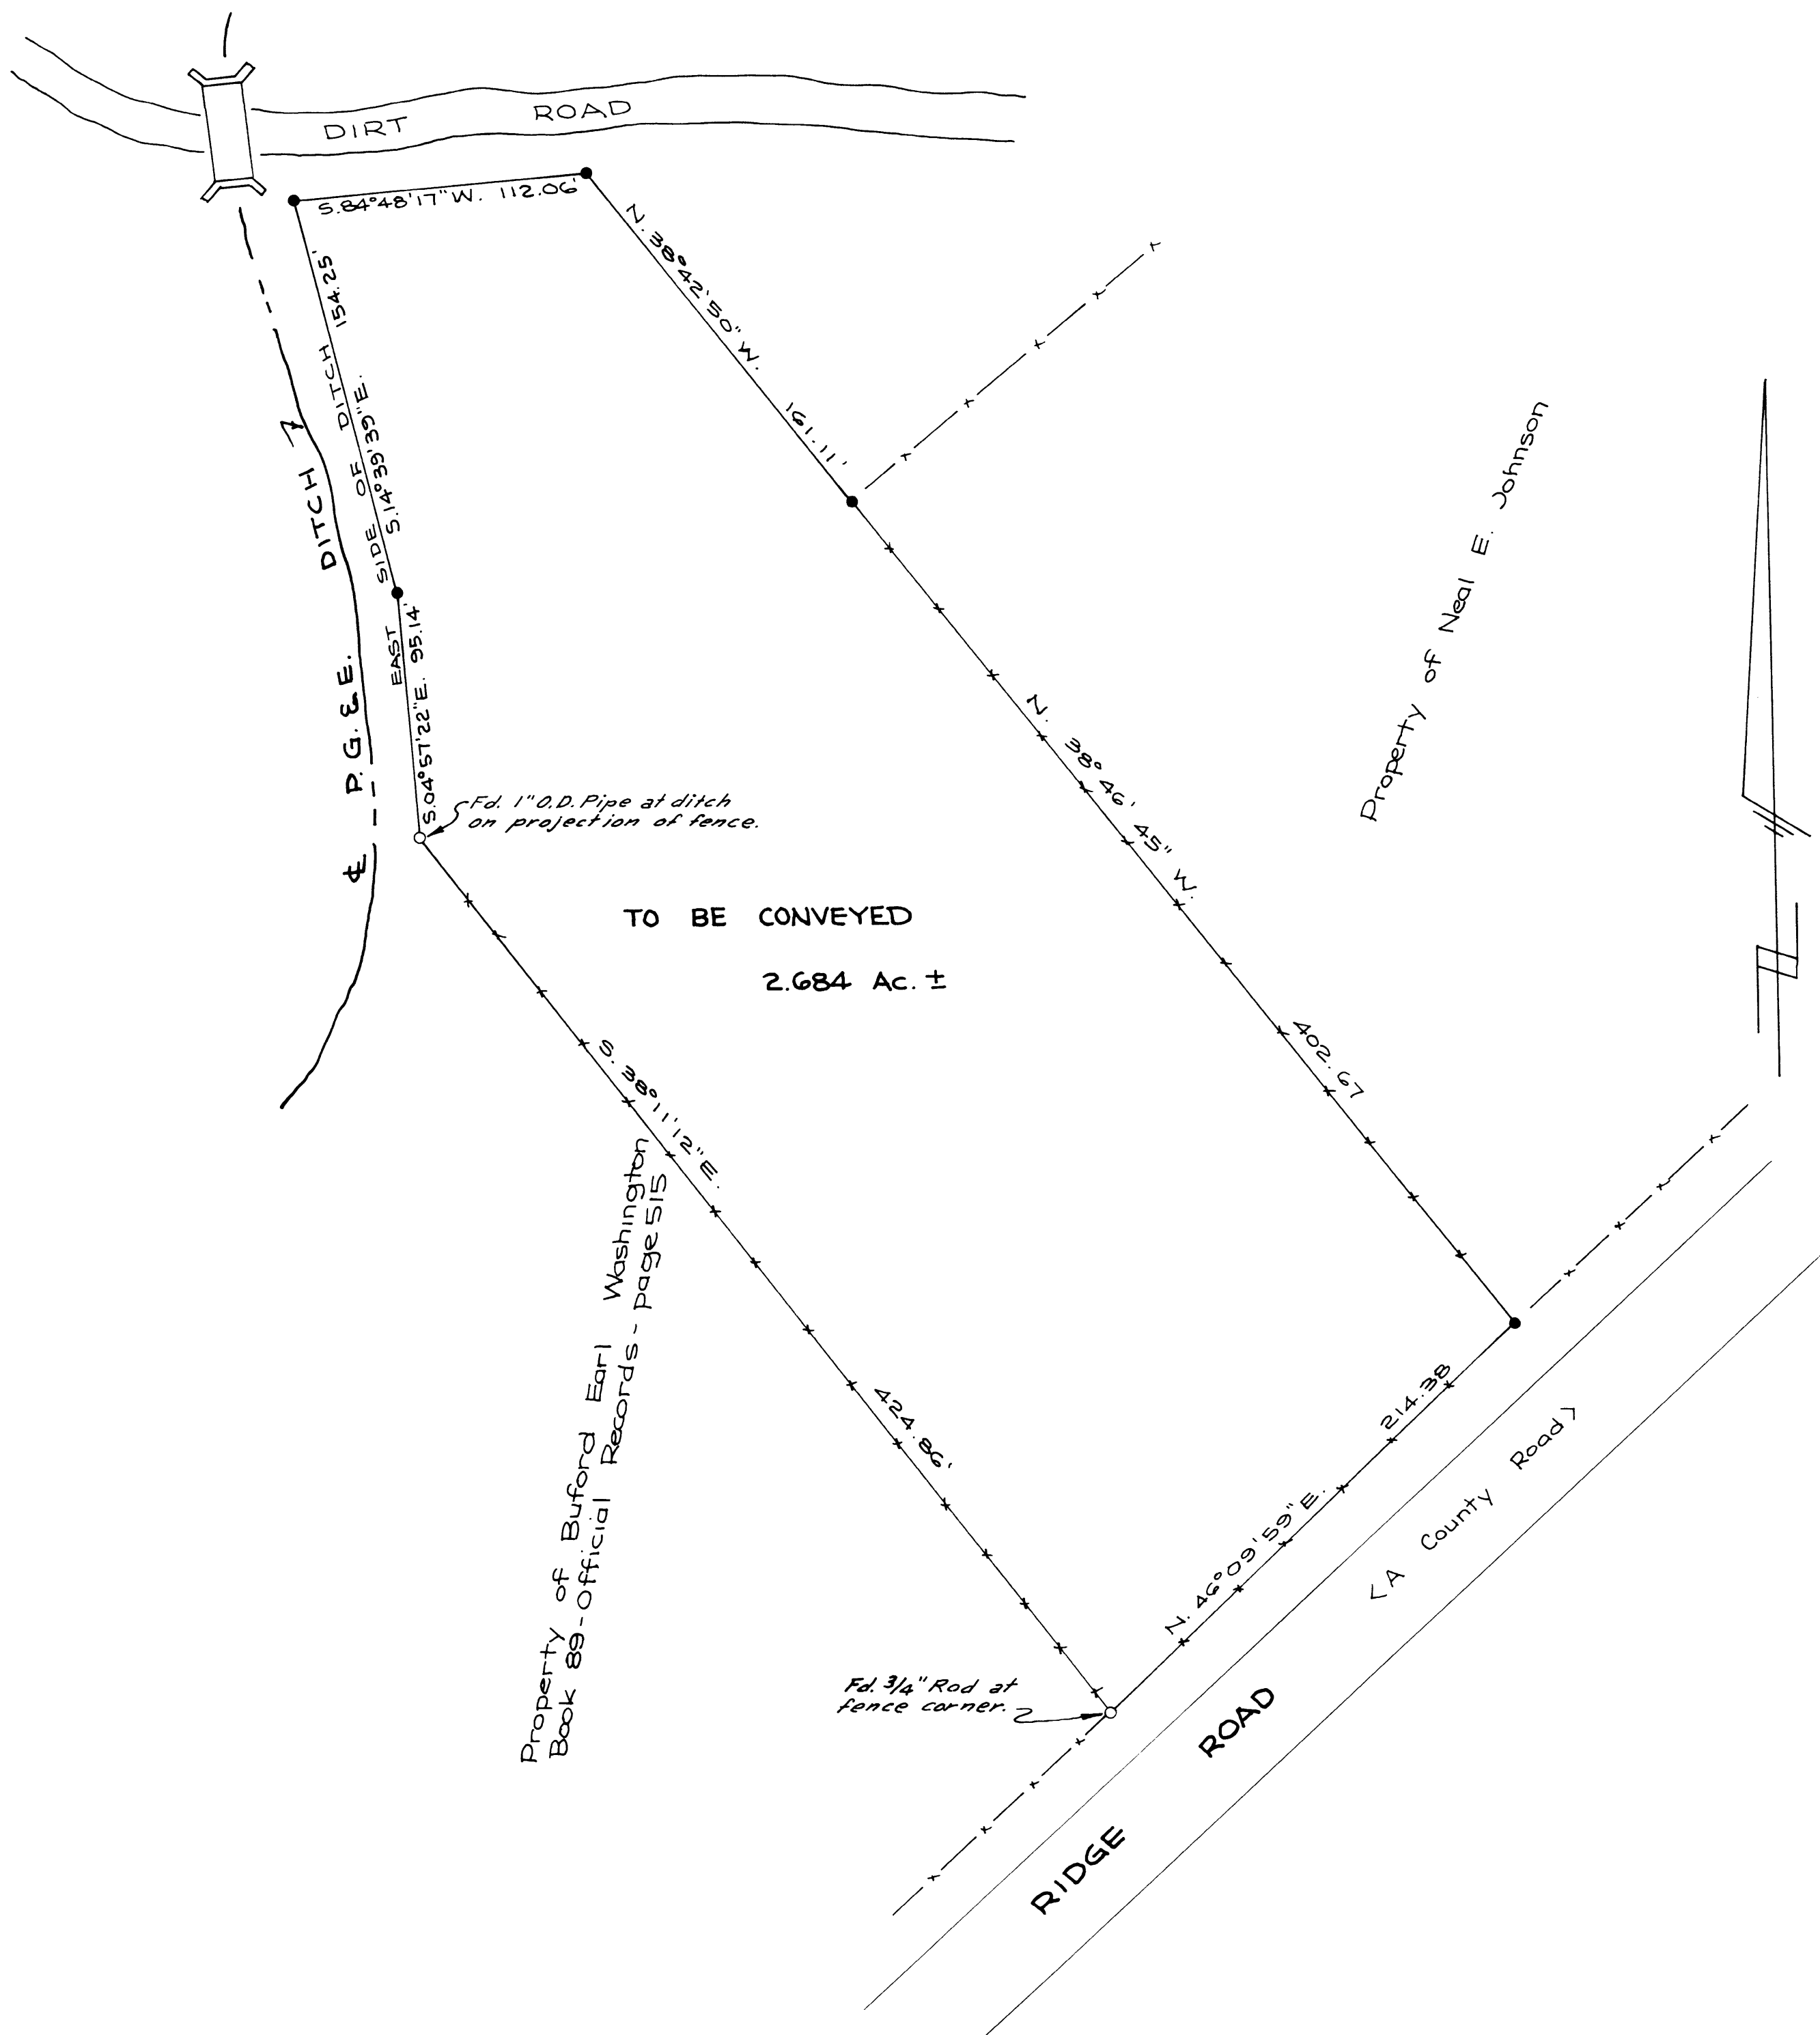 DIRT ROAD
S.84°48'17"W. 112.06'
N. 38°42'50" W. 161.11'
EAST SIDE OF DITCH 154.25'
S.14°39'39"E.
S.04°57'22"E. 95.14'
℄ P.G.&E. DITCH
Fd. 1" O.D. Pipe at ditch
on projection of fence.
TO BE CONVEYED
2.684 Ac. ±
N. 38° 46' 45" W. 402.67
Property of Neal E. Johnson
N
S. 38°11'12"E. 424.86'
Property of Buford Earl Washington
Book 89-Official Records - page 515
Fd. 3/4" Rod at
fence corner.
N. 46°09'59"E. 214.38
RIDGE ROAD
<A County Road>